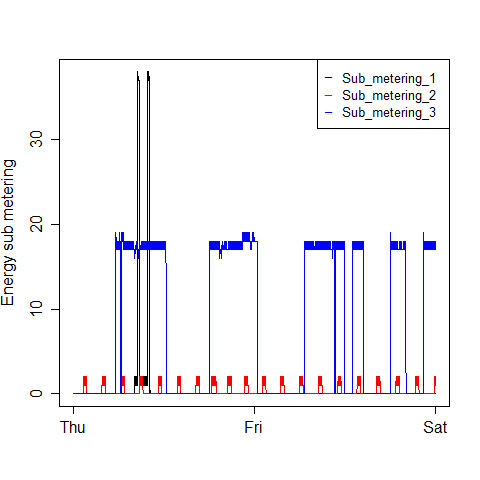 Sub_metering_1
Sub_metering_2
Sub_metering_3
Energy sub metering
30
20
10
0
Thu
Fri
Sat